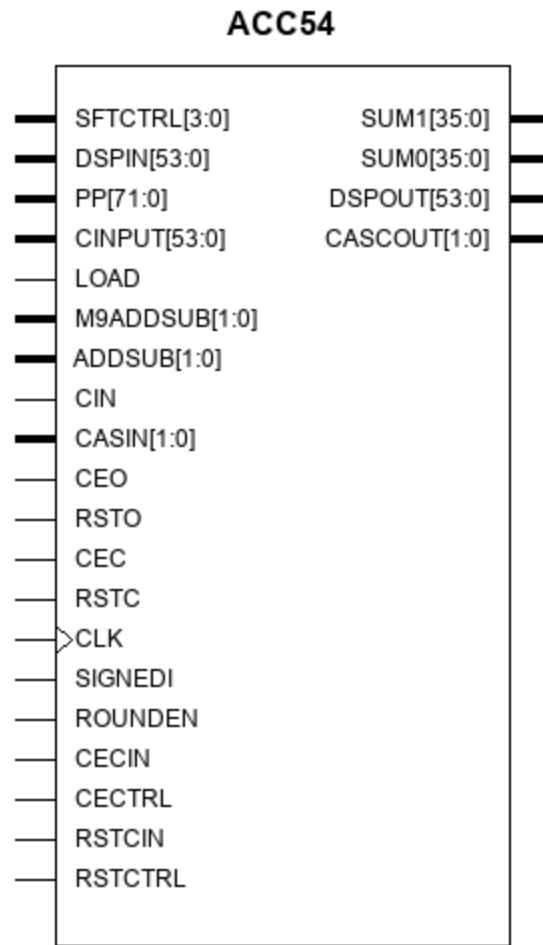 ACC54
SFTCTRL[3:0] SUM1[35:0]
DSPIN[53:0] SUM0[35:0]
PP[71:0] DSPOUT[53:0]
CINPUT[53:0] CASCOUT[1:0]
LOAD
M9ADDSUB[1:0]
ADDSUB[1:0]
CIN
CASIN[1:0]
CEO
RSTO
CEC
RSTC
CLK
SIGNEDI
ROUNDEN
CECIN
CECTRL
RSTCIN
RSTCTRL